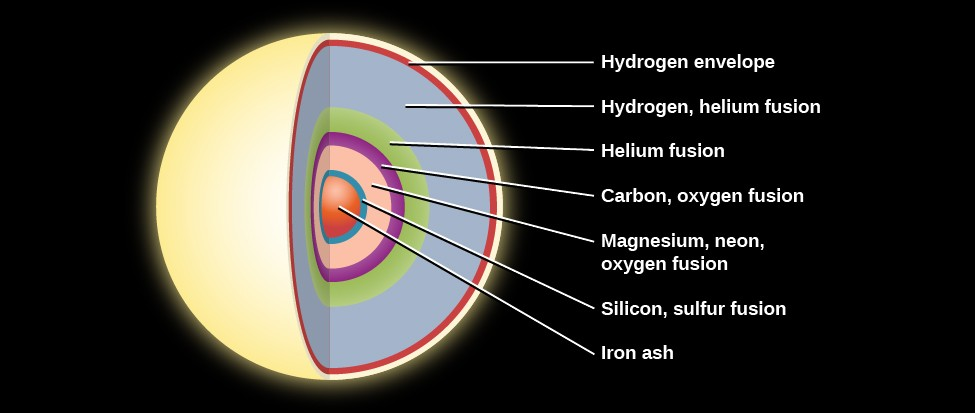 Hydrogen envelope
Hydrogen, helium fusion
Helium fusion
Carbon, oxygen fusion
Magnesium, neon,
oxygen fusion
Silicon, sulfur fusion
Iron ash